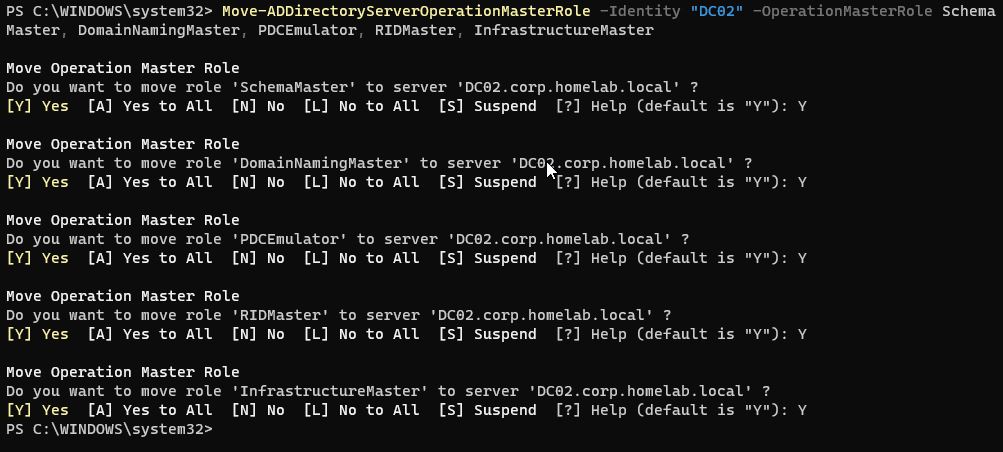 PS C:\WINDOWS\system32> Move-ADDirectoryServerOperationMasterRole -Identity "DC02" -OperationMasterRole Schema
Master, DomainNamingMaster, PDCEmulator, RIDMaster, InfrastructureMaster
Move Operation Master Role
Do you want to move role 'SchemaMaster' to server 'DC02.corp.homelab.local' ?
[Y] Yes  [A] Yes to All  [N] No  [L] No to All  [S] Suspend  [?] Help (default is "Y"): Y
Move Operation Master Role
Do you want to move role 'DomainNamingMaster' to server 'DC02.corp.homelab.local' ?
[Y] Yes  [A] Yes to All  [N] No  [L] No to All  [S] Suspend  [?] Help (default is "Y"): Y
Move Operation Master Role
Do you want to move role 'PDCEmulator' to server 'DC02.corp.homelab.local' ?
[Y] Yes  [A] Yes to All  [N] No  [L] No to All  [S] Suspend  [?] Help (default is "Y"): Y
Move Operation Master Role
Do you want to move role 'RIDMaster' to server 'DC02.corp.homelab.local' ?
[Y] Yes  [A] Yes to All  [N] No  [L] No to All  [S] Suspend  [?] Help (default is "Y"): Y
Move Operation Master Role
Do you want to move role 'InfrastructureMaster' to server 'DC02.corp.homelab.local' ?
[Y] Yes  [A] Yes to All  [N] No  [L] No to All  [S] Suspend  [?] Help (default is "Y"): Y
PS C:\WINDOWS\system32>